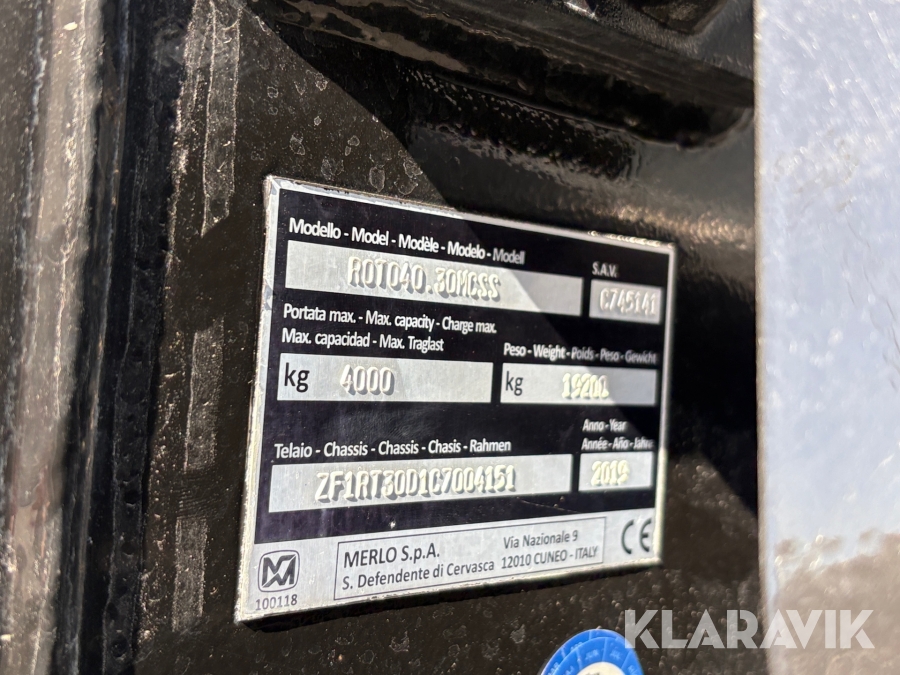 Modello - Model - Modèle - Modelo - Modell
ROTO40.30MCSS
S.A.V.
C745141
Portata max. - Max. capacity - Charge max.
Max. capacidad - Max. Traglast
kg 4000
Peso - Weight - Poids - Peso - Gewicht
kg
Telaio - Chassis - Chassis - Chasis - Rahmen
ZF1RT30D1C7004151
Anno - Year
Année - Año - Jahre
2019
100118
MERLO S.p.A.
S. Defendente di Cervasca
Via Nazionale 9
12010 CUNEO - ITALY
CE
KLARAVIK